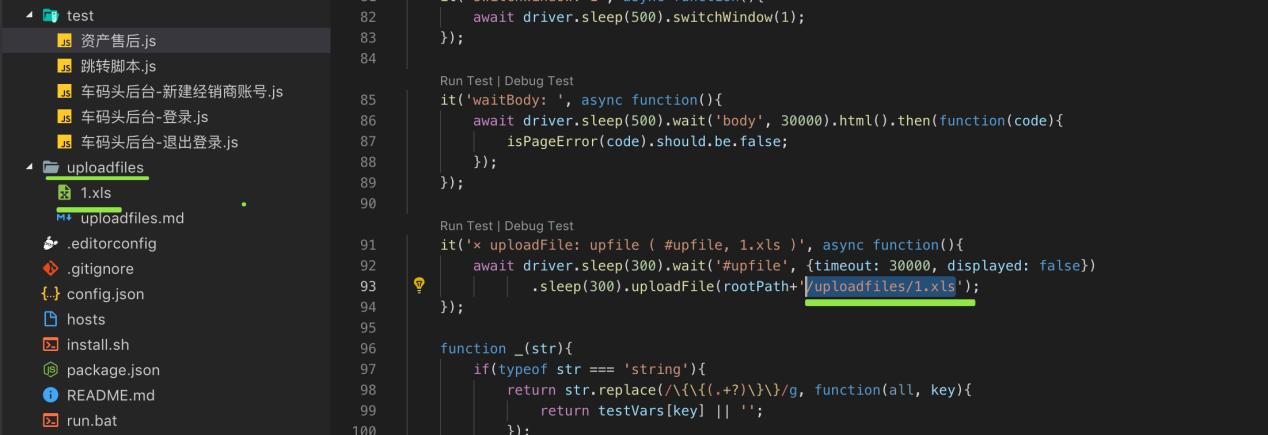 test
资产售后.js
跳转脚本.js
车码头后台-新建经销商账号.js
车码头后台-登录.js
车码头后台-退出登录.js
uploadfiles
1.xls
uploadfiles.md
.editorconfig
.gitignore
config.json
hosts
install.sh
package.json
README.md
run.bat
82 await driver.sleep(500).switchWindow(1);
83 });
84
Run Test | Debug Test
85 it('waitBody: ', async function(){
86 await driver.sleep(500).wait('body', 30000).html().then(function(code){
87 isPageError(code).should.be.false;
88 });
89 });
90
Run Test | Debug Test
91 it('× uploadFile: upfile ( #upfile, 1.xls )', async function(){
92 await driver.sleep(300).wait('#upfile', {timeout: 30000, displayed: false})
93 .sleep(300).uploadFile(rootPath+'/uploadfiles/1.xls');
94 });
95
96 function _(str){
97 if(typeof str === 'string'){
98 return str.replace(/\{\{(.+?)\}\}/g, function(all, key){
99 return testVars[key] || '';
100 });